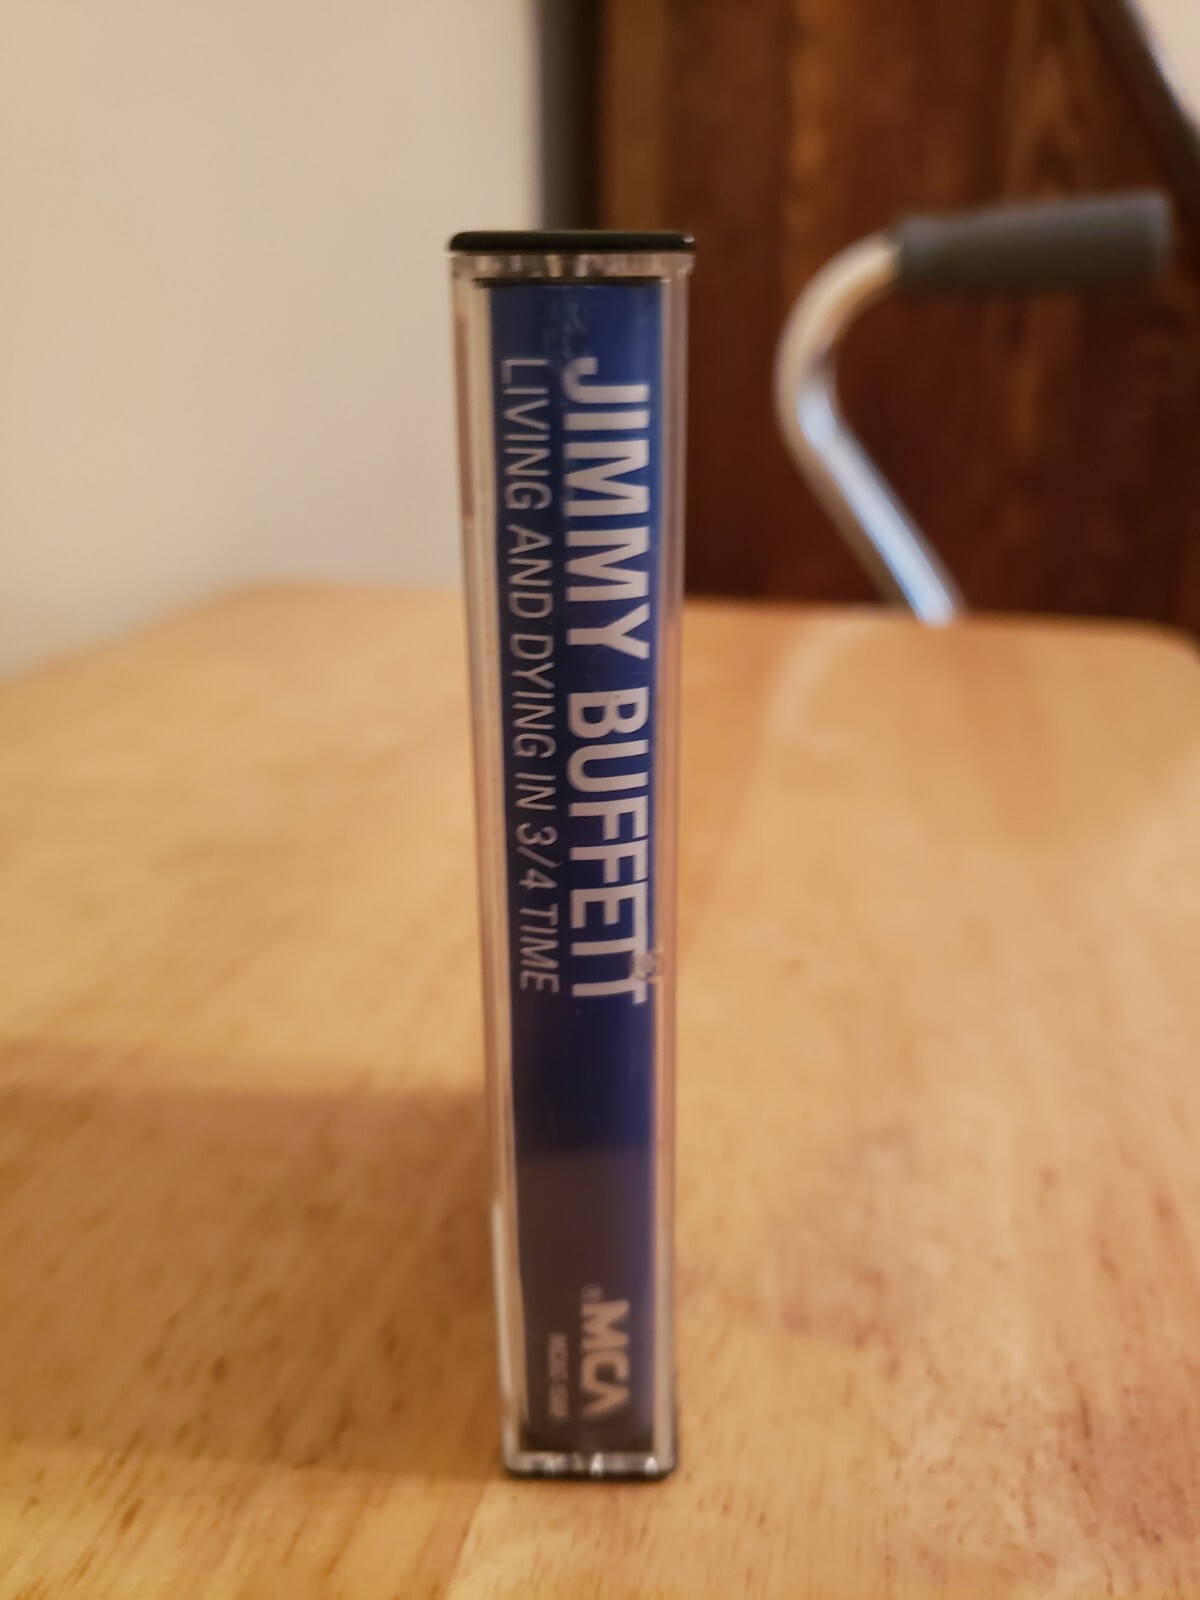 JIMMY BUFFETT
LIVING AND DYING IN 3/4 TIME
MCA®